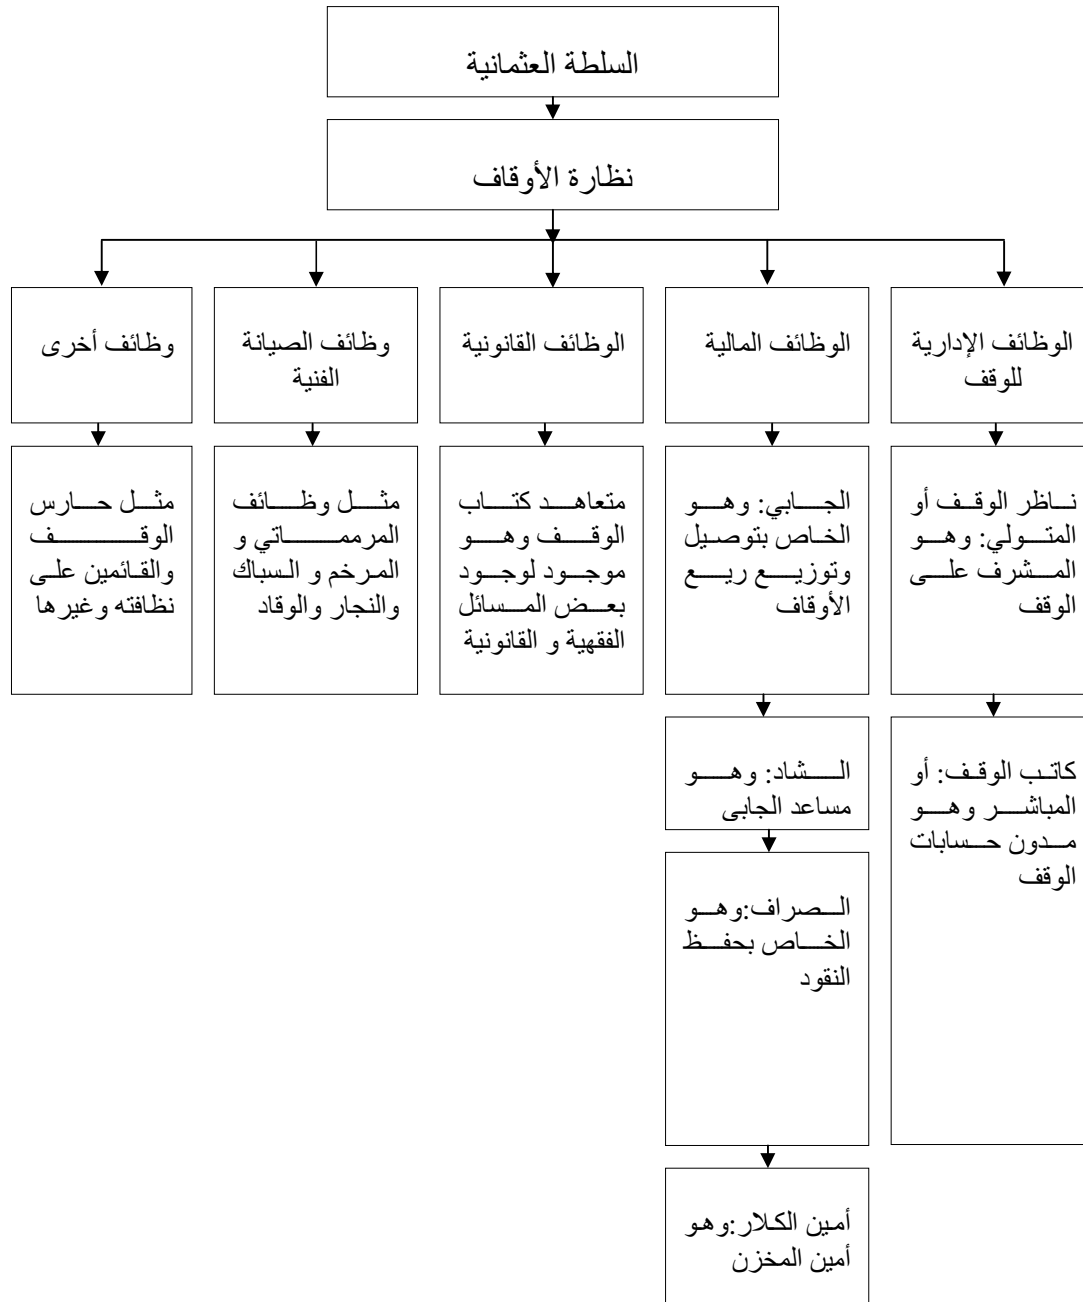 السلطة العثمانية
نظارة الأوقاف
الوظائف الإدارية
للوقف
الوظائف المالية
الوظائف القانونية
وظائف الصيانة
الفنية
وظائف أخرى
ناظر الوقف أو
المتولي: وهو
المشرف على
الوقف
الجابي: وهو
الخاص بتوصيل
وتوزيع ريع
الأوقاف
متعاهد كتاب
الوقف وهو
موجود لوجود
بعض المسائل
الفقهية و القانونية
مثل وظائف
المرمماتي و
المرخم و السباك
والنجار والوقاد
مثل حارس
الوقف
والقائمين على
نظافته وغيرها
كاتب الوقف: أو
المباشر وهو
مدون حسابات
الوقف
الشاد: وهو
مساعد الجابى
الصراف:وهو
الخاص بحفظ
النقود
أمين الكلار:وهو
أمين المخزن